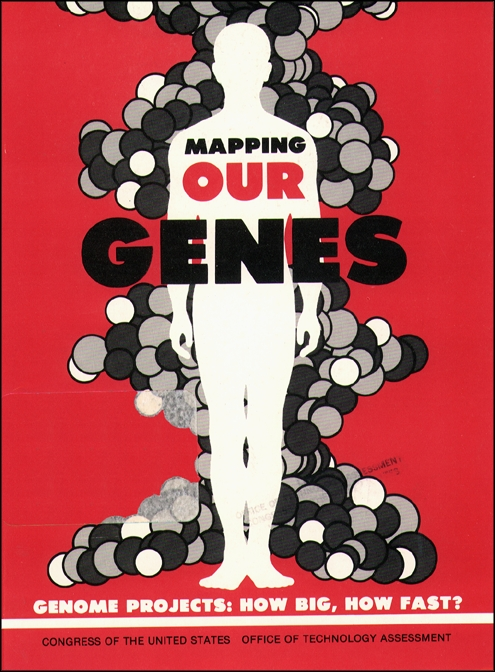 MAPPING
OUR
GENES
GENOME PROJECTS: HOW BIG, HOW FAST?
CONGRESS OF THE UNITED STATES OFFICE OF TECHNOLOGY ASSESSMENT